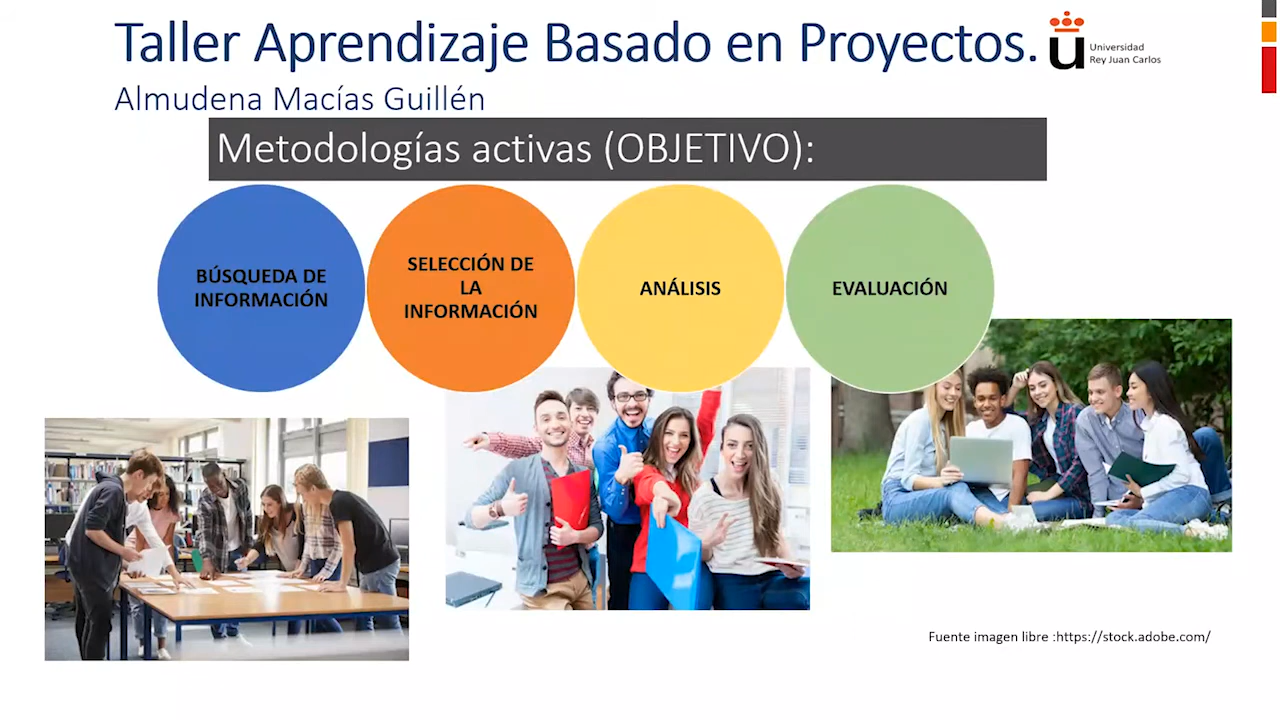 Taller Aprendizaje Basado en Proyectos.
Universidad
Rey Juan Carlos
Almudena Macías Guillén
Metodologías activas (OBJETIVO):
BÚSQUEDA DE
INFORMACIÓN
SELECCIÓN DE
LA
INFORMACIÓN
ANÁLISIS
EVALUACIÓN
Fuente imagen libre :https://stock.adobe.com/